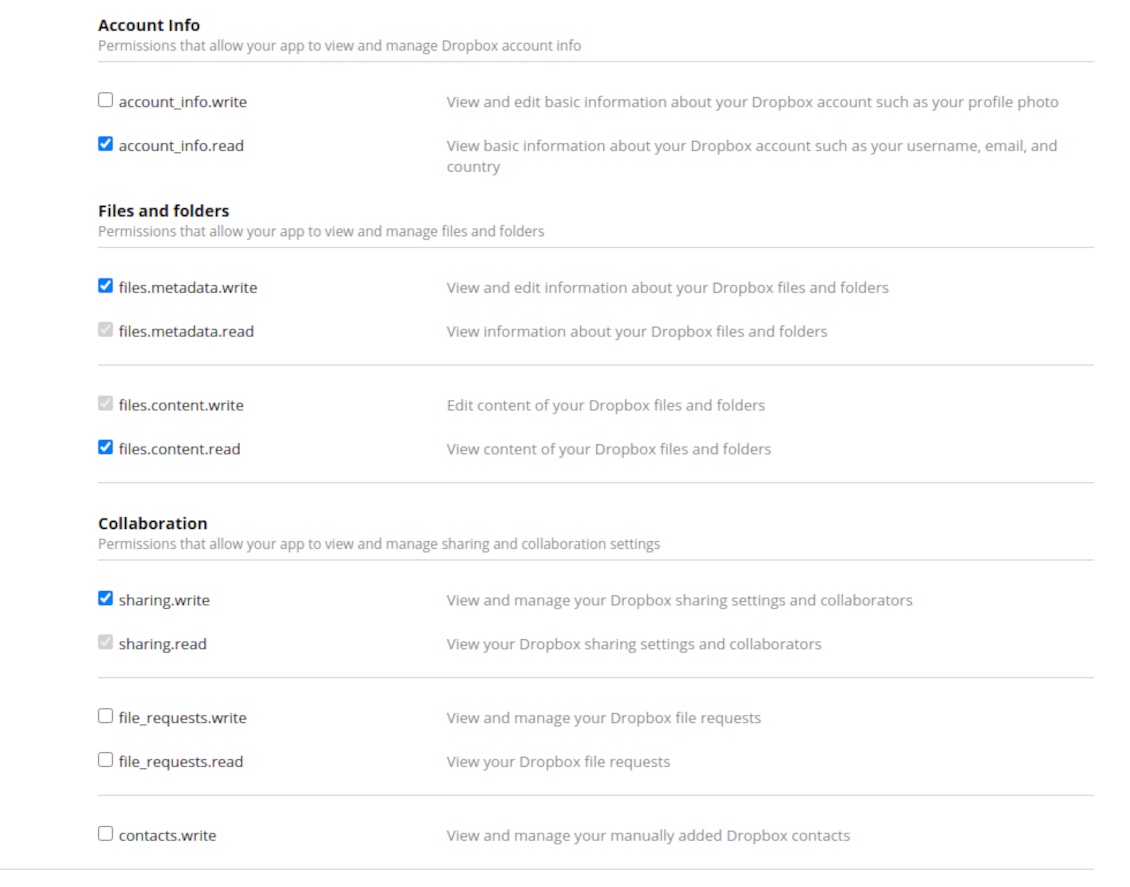 Account Info
Permissions that allow your app to view and manage Dropbox account info
account_info.write View and edit basic information about your Dropbox account such as your profile photo
account_info.read View basic information about your Dropbox account such as your username, email, and
country
Files and folders
Permissions that allow your app to view and manage files and folders
files.metadata.write View and edit information about your Dropbox files and folders
files.metadata.read View information about your Dropbox files and folders
files.content.write Edit content of your Dropbox files and folders
files.content.read View content of your Dropbox files and folders
Collaboration
Permissions that allow your app to view and manage sharing and collaboration settings
sharing.write View and manage your Dropbox sharing settings and collaborators
sharing.read View your Dropbox sharing settings and collaborators
file_requests.write View and manage your Dropbox file requests
file_requests.read View your Dropbox file requests
contacts.write View and manage your manually added Dropbox contacts